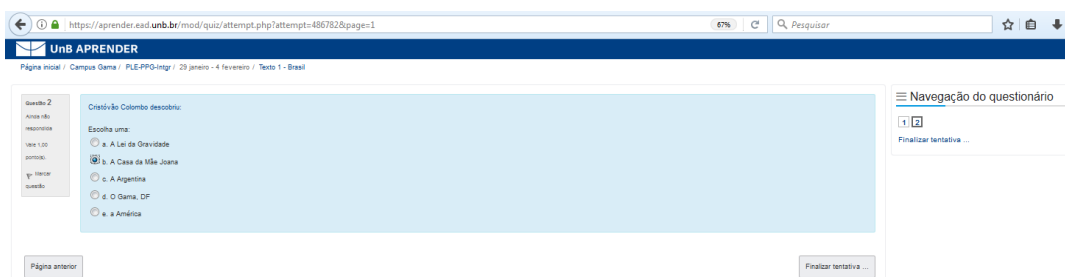 https://aprender.ead.unb.br/mod/quiz/attempt.php?attempt=486782&page=1
67%
Pesquisar
UnB APRENDER
Página inicial / Campus Gama / PLE-PPG-Intgr / 29 janeiro - 4 fevereiro / Texto 1 - Brasil
Questão 2
Ainda não
respondida
Vale 1,00
ponto(s).
Marcar
questão
Cristóvão Colombo descobriu:
Escolha uma:
a. A Lei da Gravidade
b. A Casa da Mãe Joana
c. A Argentina
d. O Gama, DF
e. a América
Navegação do questionário
1 2
Finalizar tentativa ...
Página anterior
Finalizar tentativa ...